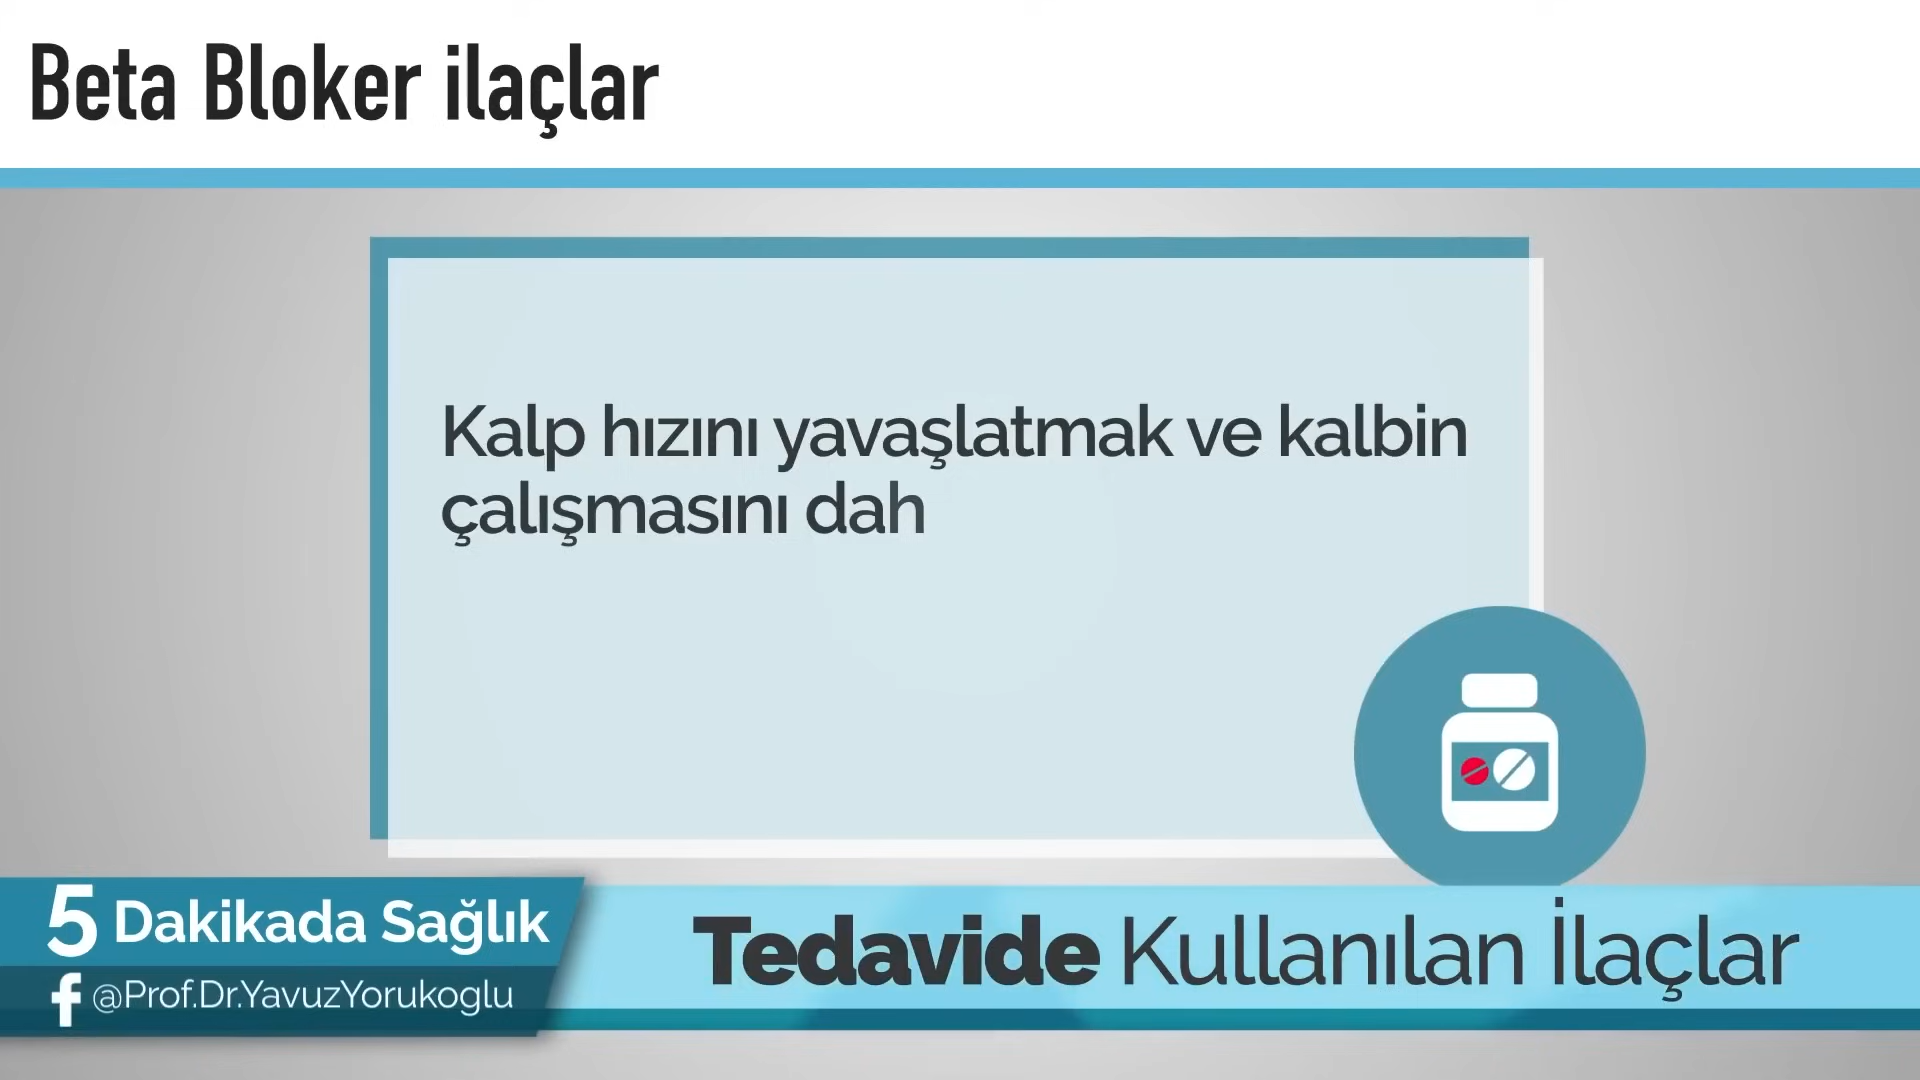 Beta Bloker ilaçlar
Kalp hızını yavaşlatmak ve kalbin
çalışmasını dah
5 Dakikada Sağlık
@Prof.Dr.YavuzYorukoglu
Tedavide Kullanılan İlaçlar